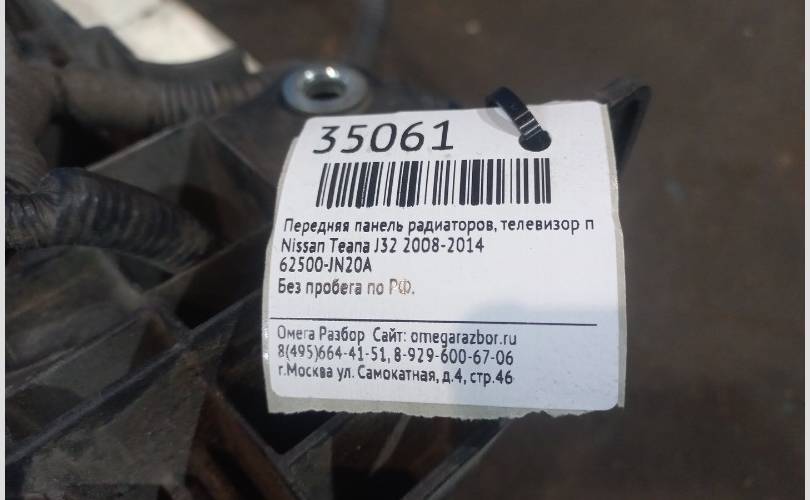 35061
Передняя панель радиаторов, телевизор п
Nissan Teana J32 2008-2014
62500-JN20A
Без пробега по РФ.
Омега Разбор Сайт: omegarazbor.ru
8(495)664-41-51, 8-929-600-67-06
г.Москва ул. Самокатная, д.4, стр.46